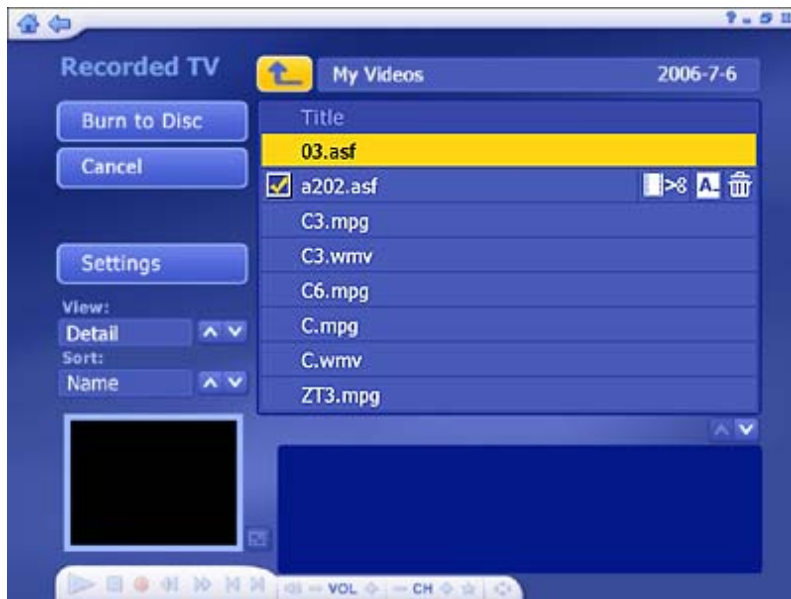 Recorded TV
My Videos 2006-7-6
Burn to Disc
Cancel
Settings
View:
Detail
Sort:
Name
Title
03.asf
a202.asf
C3.mpg
C3.wmv
C6.mpg
C.mpg
C.wmv
ZT3.mpg
VOL CH